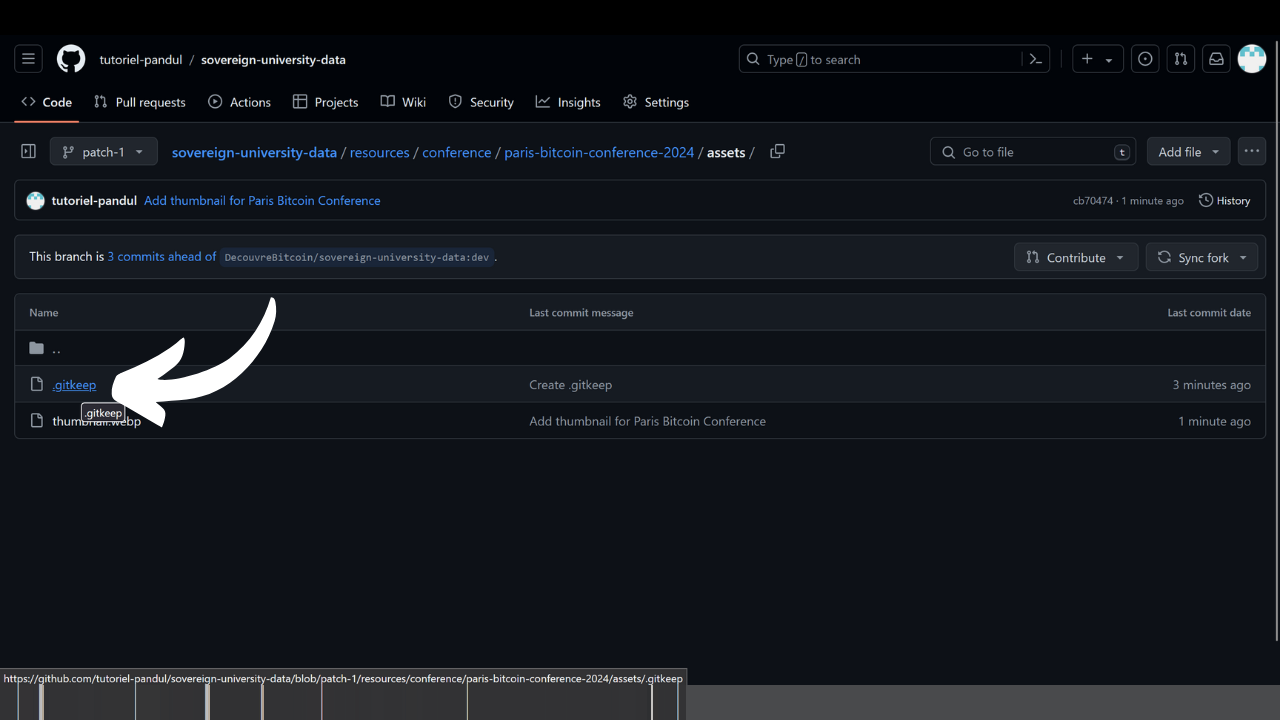 tutoriel-pandul / sovereign-university-data
Type / to search
Code Pull requests Actions Projects Wiki Security Insights Settings
patch-1 sovereign-university-data / resources / conference / paris-bitcoin-conference-2024 / assets / Go to file t Add file
tutoriel-pandul Add thumbnail for Paris Bitcoin Conference cb70474 · 1 minute ago History
This branch is 3 commits ahead of DecouvreBitcoin/sovereign-university-data:dev . Contribute Sync fork
Name Last commit message Last commit date
..
.gitkeep Create .gitkeep 3 minutes ago
.gitkeep
thumbnail.webp Add thumbnail for Paris Bitcoin Conference 1 minute ago
https://github.com/tutoriel-pandul/sovereign-university-data/blob/patch-1/resources/conference/paris-bitcoin-conference-2024/assets/.gitkeep